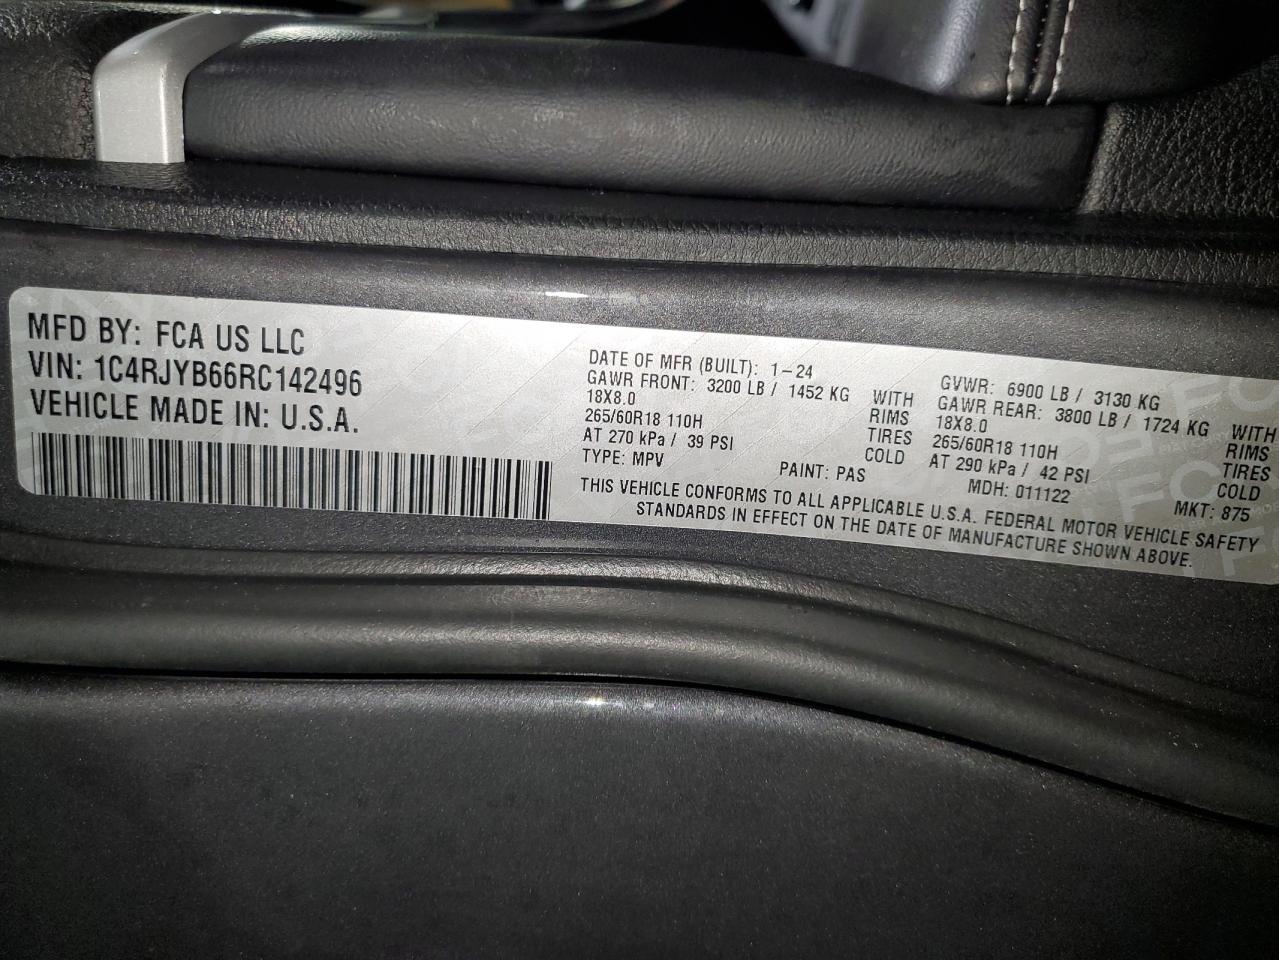 MFD BY: FCA US LLC
VIN: 1C4RJYB66RC142496
VEHICLE MADE IN: U.S.A.
DATE OF MFR (BUILT): 1-24
GAWR FRONT: 3200 LB / 1452 KG WITH
18X8.0 RIMS
265/60R18 110H TIRES
AT 270 kPa / 39 PSI COLD
TYPE: MPV
PAINT: PAS
GVWR: 6900 LB / 3130 KG
GAWR REAR: 3800 LB / 1724 KG WITH
18X8.0 RIMS
265/60R18 110H TIRES
AT 290 kPa / 42 PSI COLD
MDH: 011122
MKT: 875
THIS VEHICLE CONFORMS TO ALL APPLICABLE U.S.A. FEDERAL MOTOR VEHICLE SAFETY
STANDARDS IN EFFECT ON THE DATE OF MANUFACTURE SHOWN ABOVE.